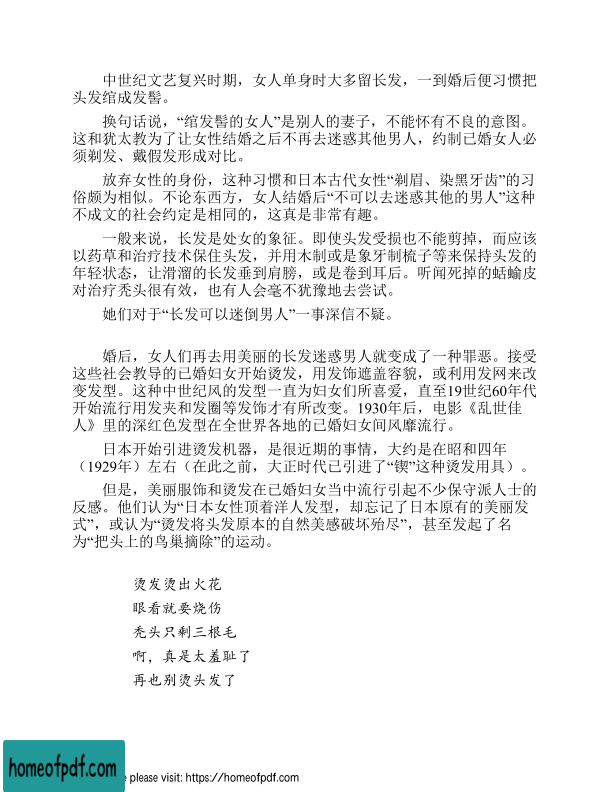 中世纪文艺复兴时期，女人单身时大多留长发，一到婚后便习惯把
头发绾成发髻。
换句话说，“绾发髻的女人”是别人的妻子，不能怀有不良的意图。
这和犹太教为了让女性结婚之后不再去迷惑其他男人，约制已婚女人必
须剃发、戴假发形成对比。
放弃女性的身份，这种习惯和日本古代女性“剃眉、染黑牙齿”的习
俗颇为相似。不论东西方，女人结婚后“不可以去迷惑其他的男人”这种
不成文的社会约定是相同的，这真是非常有趣。
一般来说，长发是处女的象征。即使头发受损也不能剪掉，而应该
以药草和治疗技术保住头发，并用木制或是象牙制梳子等来保持头发的
年轻状态，让滑溜的长发垂到肩膀，或是卷到耳后。听闻死掉的蛞蝓皮
对治疗秃头很有效，也有人会毫不犹豫地去尝试。
她们对于“长发可以迷倒男人”一事深信不疑。
婚后，女人们再去用美丽的长发迷惑男人就变成了一种罪恶。接受
这些社会教导的已婚妇女开始烫发，用发饰遮盖容貌，或利用发网来改
变发型。这种中世纪风的发型一直为妇女们所喜爱，直至19世纪60年代
开始流行用发夹和发圈等发饰才有所改变。1930年后，电影《乱世佳
人》里的深红色发型在全世界各地的已婚妇女间风靡流行。
日本开始引进烫发机器，是很近期的事情，大约是在昭和四年
（1929年）左右（在此之前，大正时代已引进了“锲”这种烫发用具）。
但是，美丽服饰和烫发在已婚妇女当中流行引起不少保守派人士的
反感。他们认为“日本女性顶着洋人发型，却忘记了日本原有的美丽发
式”，或认为“烫发将头发原本的自然美感破坏殆尽”，甚至发起了名
为“把头上的鸟巢摘除”的运动。
烫发烫出火花
眼看就要烧伤
秃头只剩三根毛
啊，真是太羞耻了
再也别烫头发了
homeofpdf.com
e please visit: https://homeofpdf.com